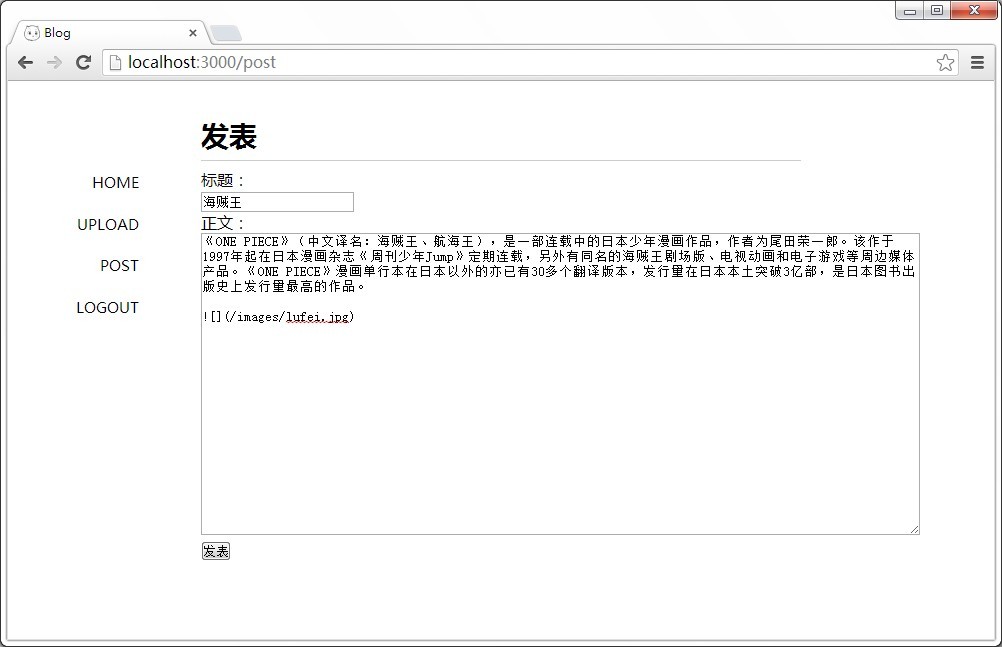 Blog
localhost:3000/post
发表
HOME
UPLOAD
POST
LOGOUT
标题：
海贼王
正文：
《ONE PIECE》（中文译名：海贼王、航海王），是一部连载中的日本少年漫画作品，作者为尾田荣一郎。该作于
1997年起在日本漫画杂志《周刊少年Jump》定期连载，另外有同名的海贼王剧场版、电视动画和电子游戏等周边媒体
产品。《ONE PIECE》漫画单行本在日本以外的亦已有30多个翻译版本，发行量在日本本土突破3亿部，是日本图书出
版史上发行量最高的作品。
![](/images/lufei.jpg)
发表